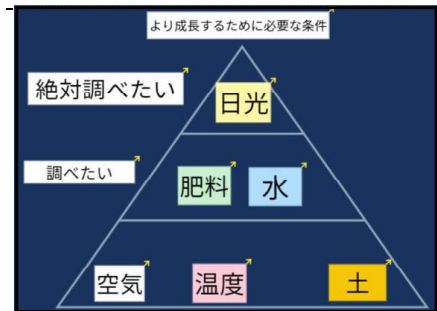 より成長するために必要な条件
絶対調べたい
日光
調べたい
肥料 水
空気 温度 土